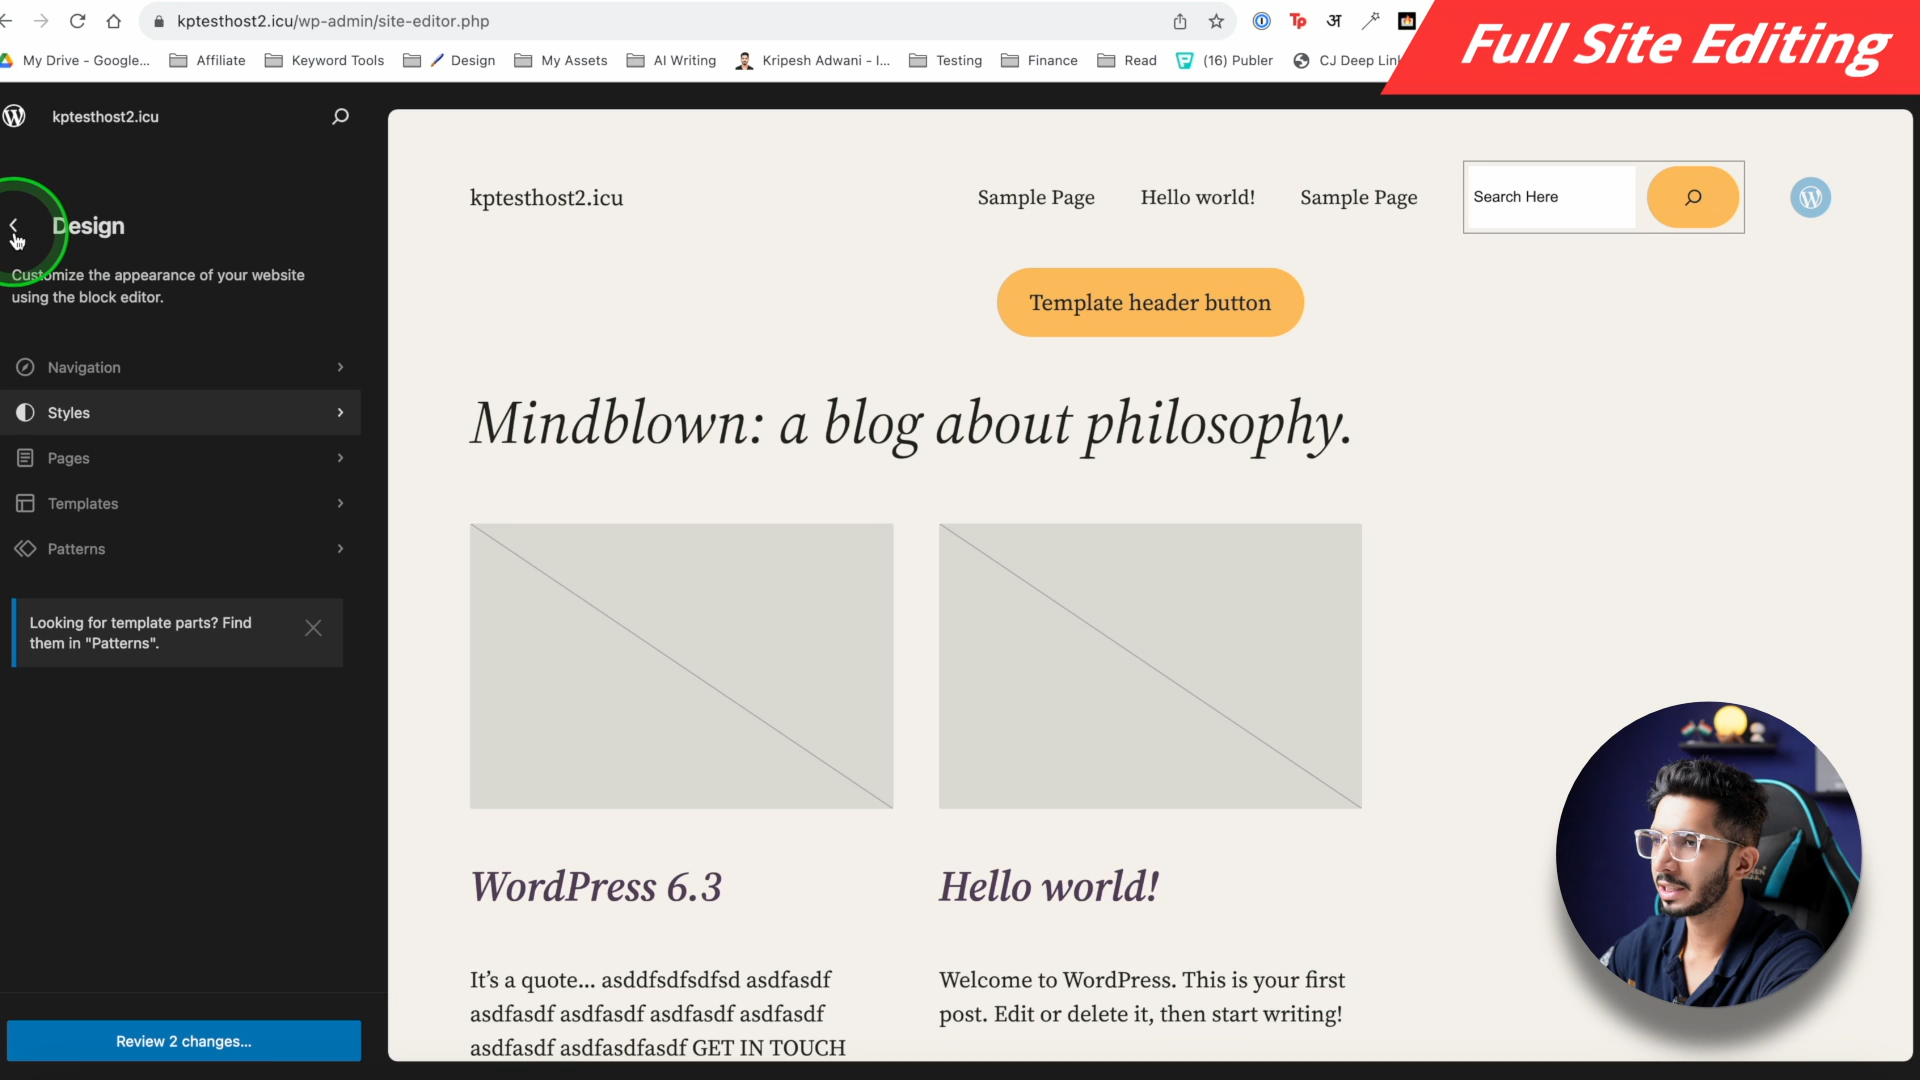 kptesthost2.icu/wp-admin/site-editor.php
Tp
अ
Full Site Editing
My Drive - Google...
Affiliate
Keyword Tools
Design
My Assets
AI Writing
Kripesh Adwani - I...
Testing
Finance
Read
(16) Publer
CJ Deep Lin
kptesthost2.icu
Design
Customize the appearance of your website
using the block editor.
Navigation
Styles
Pages
Templates
Patterns
Looking for template parts? Find
them in "Patterns".
Review 2 changes...
kptesthost2.icu
Sample Page
Hello world!
Sample Page
Search Here
Template header button
Mindblown: a blog about philosophy.
WordPress 6.3
Hello world!
It’s a quote... asddfsdfsdfsd asdfasdf
asdfasdf asdfasdf asdfasdf asdfasdf
asdfasdf asdfasdfasdf GET IN TOUCH
Welcome to WordPress. This is your first
post. Edit or delete it, then start writing!